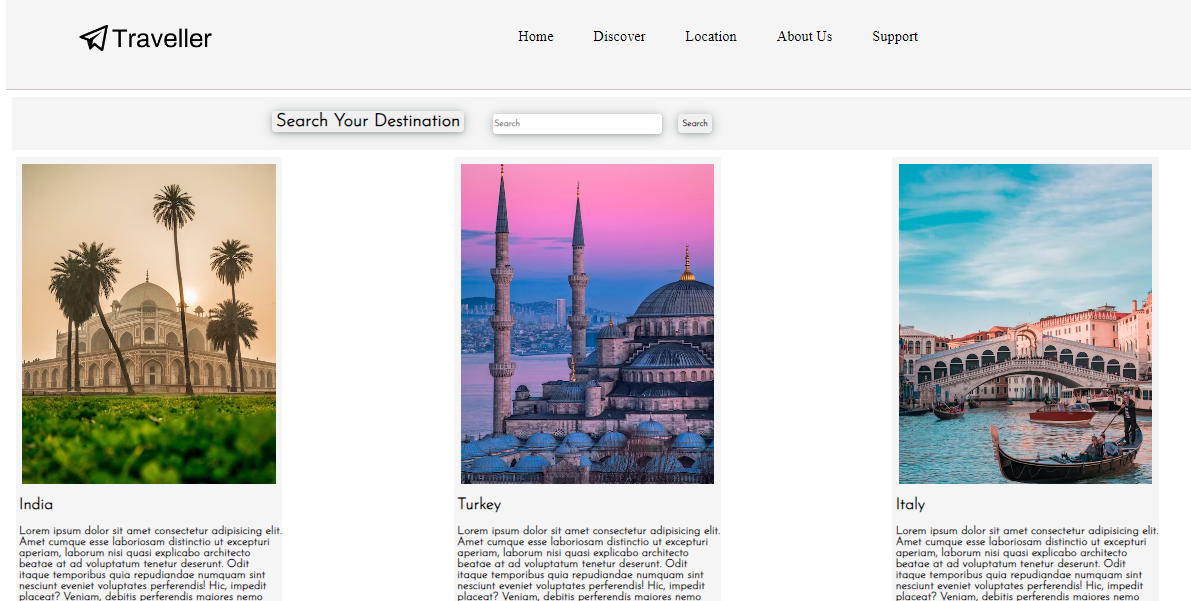 Traveller
Home Discover Location About Us Support
Search Your Destination
Search
Search
India
Lorem ipsum dolor sit amet consectetur adipisicing elit.
Amet cumque esse laboriosam distinctio ut excepturi
aperiam, laborum nisi quasi explicabo architecto
beatae at ad voluptatum tenetur deserunt. Odit
itaque temporibus quia repudiandae numquam sint
nesciunt eveniet voluptates perferendis! Hic, impedit
placeat? Veniam, debitis perferendis maiores nemo
Turkey
Lorem ipsum dolor sit amet consectetur adipisicing elit.
Amet cumque esse laboriosam distinctio ut excepturi
aperiam, laborum nisi quasi explicabo architecto
beatae at ad voluptatum tenetur deserunt. Odit
itaque temporibus quia repudiandae numquam sint
nesciunt eveniet voluptates perferendis! Hic, impedit
placeat? Veniam, debitis perferendis maiores nemo
Italy
Lorem ipsum dolor sit amet consectetur adipisicing elit.
Amet cumque esse laboriosam distinctio ut excepturi
aperiam, laborum nisi quasi explicabo architecto
beatae at ad voluptatum tenetur deserunt. Odit
itaque temporibus quia repudiandae numquam sint
nesciunt eveniet voluptates perferendis! Hic, impedit
placeat? Veniam, debitis perferendis maiores nemo